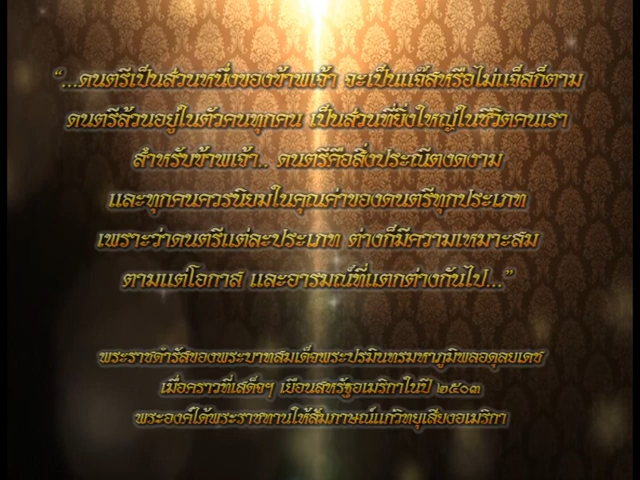 “...ดนตรีเป็นส่วนหนึ่งของข้าพเจ้า จะเป็นแจ๊สหรือไม่แจ๊สก็ตาม
ดนตรีล้วนอยู่ในตัวคนทุกคน เป็นส่วนที่ยิ่งใหญ่ในชีวิตคนเรา
สำหรับข้าพเจ้า.. ดนตรีคือสิ่งประณีตงดงาม
และทุกคนควรนิยมในคุณค่าของดนตรีทุกประเภท
เพราะว่าดนตรีแต่ละประเภท ต่างก็มีความเหมาะสม
ตามแต่โอกาส และอารมณ์ที่แตกต่างกันไป...”
พระราชดำรัสของพระบาทสมเด็จพระปรมินทรมหาภูมิพลอดุลยเดช
เมื่อคราวที่เสด็จฯ เยือนสหรัฐอเมริกาในปี ๒๕๐๓
พระองค์ได้พระราชทานให้สัมภาษณ์แก่วิทยุเสียงอเมริกา